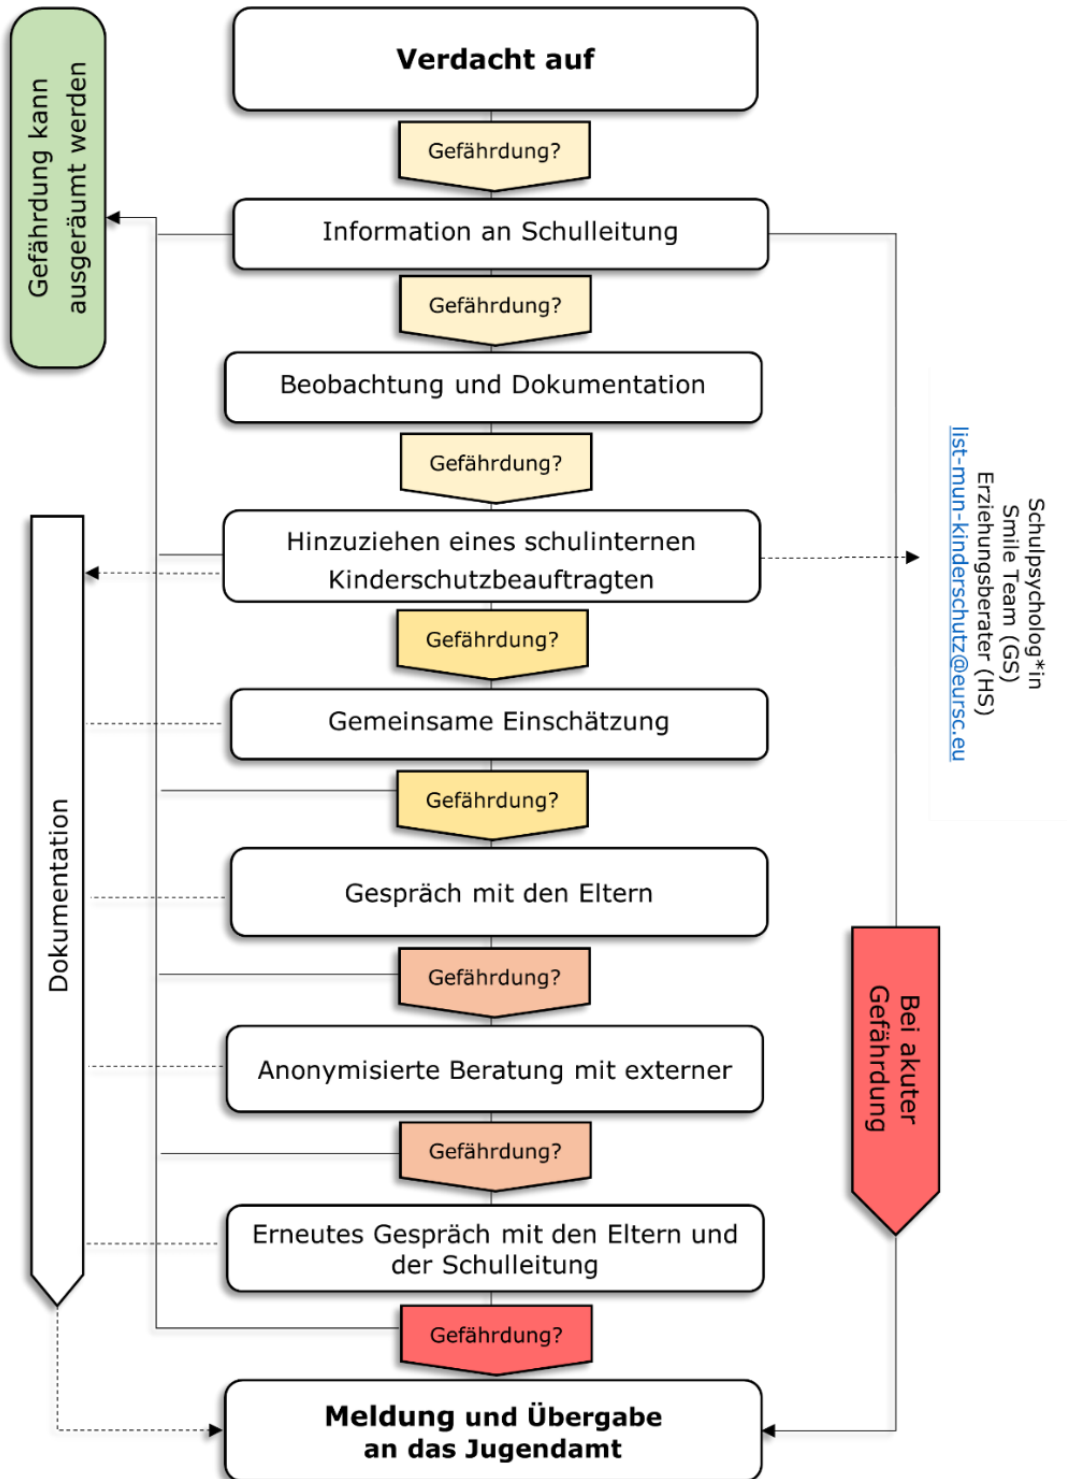 Gefährdung kann
ausgeräumt werden
Verdacht auf
Gefährdung?
Information an Schulleitung
Gefährdung?
Beobachtung und Dokumentation
Gefährdung?
Hinzuziehen eines schulinternen
Kinderschutzbeauftragten
Schulpsycholog*in
Smile Team (GS)
Erziehungsberater (HS)
list-mun-kinderschutz@eursc.eu
Gefährdung?
Gemeinsame Einschätzung
Gefährdung?
Dokumentation
Gespräch mit den Eltern
Gefährdung?
Bei akuter
Gefährdung
Anonymisierte Beratung mit externer
Gefährdung?
Erneutes Gespräch mit den Eltern und
der Schulleitung
Gefährdung?
Meldung und Übergabe
an das Jugendamt